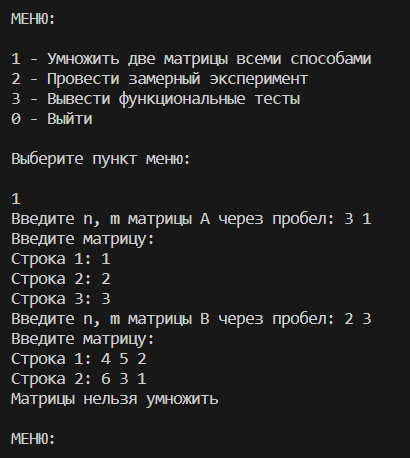 МЕНЮ:
1 - Умножить две матрицы всеми способами
2 - Провести замерный эксперимент
3 - Вывести функциональные тесты
0 - Выйти
Выберите пункт меню:
1
Введите n, m матрицы A через пробел: 3 1
Введите матрицу:
Строка 1: 1
Строка 2: 2
Строка 3: 3
Введите n, m матрицы B через пробел: 2 3
Введите матрицу:
Строка 1: 4 5 2
Строка 2: 6 3 1
Матрицы нельзя умножить
МЕНЮ: